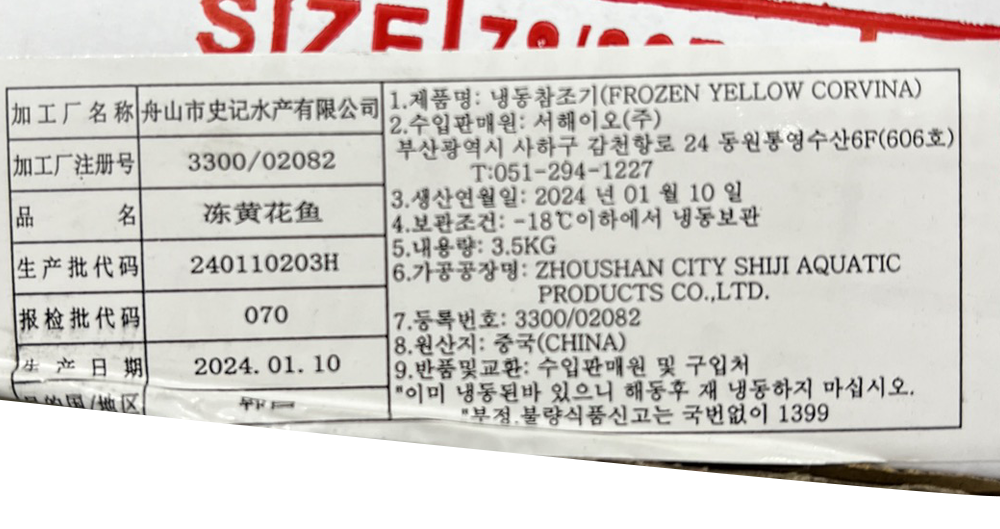 SIZE
加工厂名称 舟山市史记水产有限公司
加工厂注册号 3300/02082
品 名 冻黄花鱼
生产批代码 240110203H
报检批代码 070
生产日期 2024.01.10
国/地区
1.제품명: 냉동참조기(FROZEN YELLOW CORVINA)
2.수입판매원: 서해이오(주)
부산광역시 사하구 감천항로 24 동원통영수산6F(606호)
T:051-294-1227
3.생산연월일: 2024 년 01 월 10 일
4.보관조건: -18℃이하에서 냉동보관
5.내용량: 3.5KG
6.가공공장명: ZHOUSHAN CITY SHIJI AQUATIC
PRODUCTS CO.,LTD.
7.등록번호: 3300/02082
8.원산지: 중국(CHINA)
9.반품및교환: 수입판매원 및 구입처
"이미 냉동된바 있으니 해동후 재 냉동하지 마십시오.
"부정.불량식품신고는 국번없이 1399